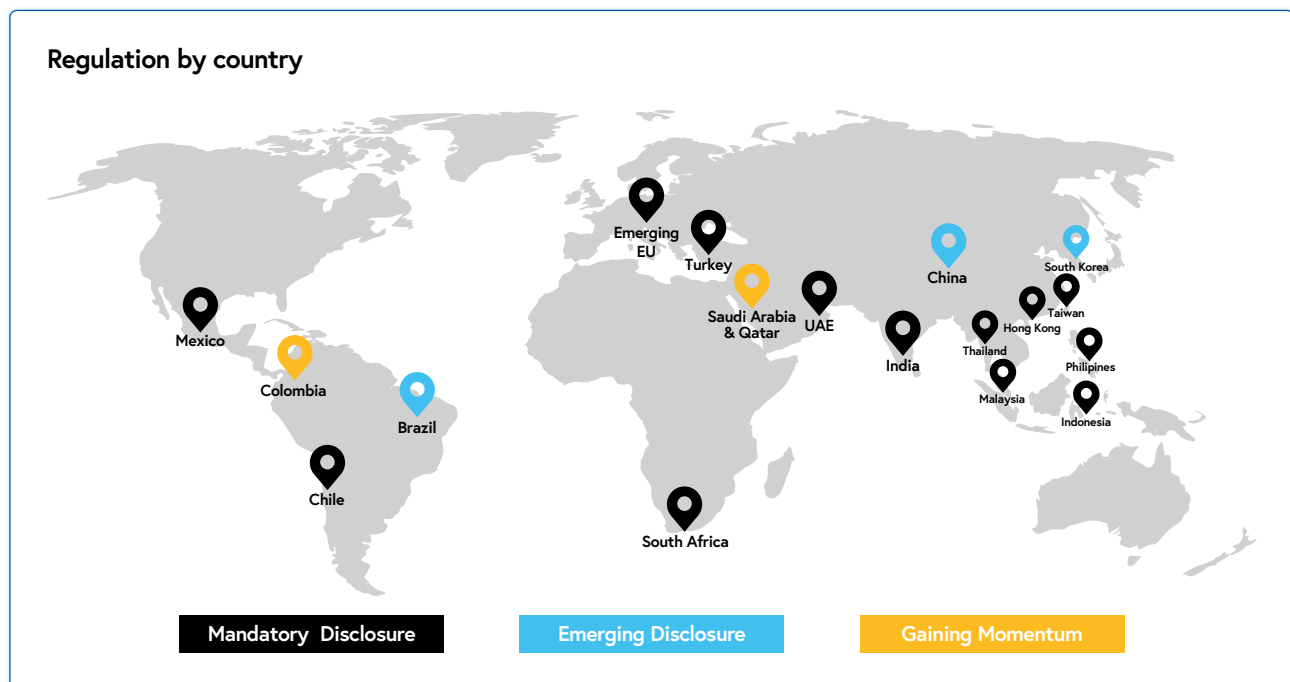 Regulation by country
Emerging
EU
Turkey
China
South Korea
Mexico
Saudi Arabia
& Qatar
UAE
Taiwan
Hong Kong
Thailand
India
Philipines
Colombia
Malaysia
Brazil
Indonesia
Chile
South Africa
Mandatory Disclosure
Emerging Disclosure
Gaining Momentum